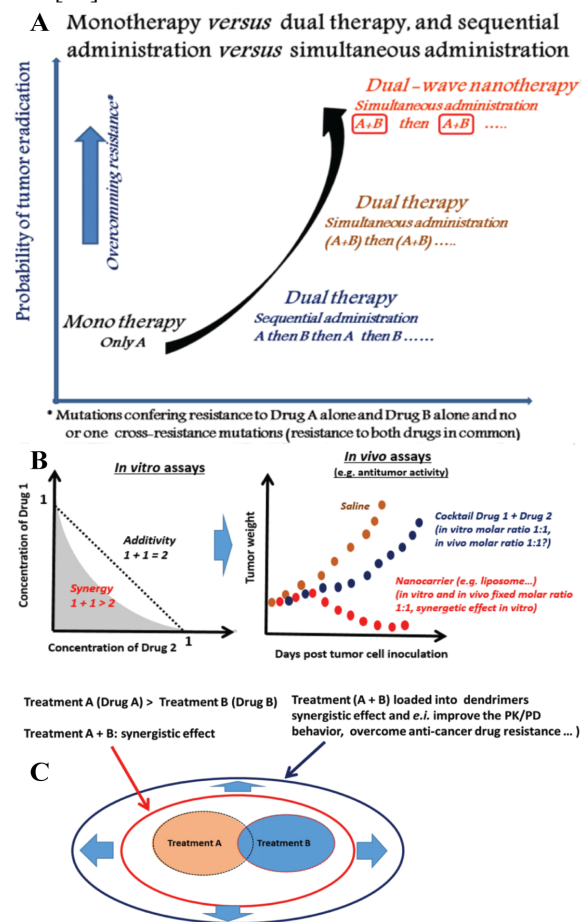 A Monotherapy versus dual therapy, and sequential
administration versus simultaneous administration
Probability of tumor eradication
Overcomming resistance*
Dual-wave nanotherapy
Simultaneous administration
A+B then A+B .....
Dual therapy
Simultaneous administration
(A+B) then (A+B) .....
Dual therapy
Sequential administration
A then B then A then B ......
Mono therapy
Only A
* Mutations confering resistance to Drug A alone and Drug B alone and no
or one cross-resistance mutations (resistance to both drugs in common)
B
In vitro assays
Concentration of Drug 1
1
Additivity
1 + 1 = 2
Synergy
1 + 1 > 2
1
Concentration of Drug 2
In vivo assays
(e.g. antitumor activity)
Tumor weight
Saline
Cocktail Drug 1 + Drug 2
(in vitro molar ratio 1:1,
in vivo molar ratio 1:1?)
Nanocarrier (e.g. liposome...)
(in vitro and in vivo fixed molar ratio
1:1, synergetic effect in vitro)
Days post tumor cell inoculation
Treatment A (Drug A) > Treatment B (Drug B)
Treatment A + B: synergistic effect
Treatment (A + B) loaded into dendrimers
synergistic effect and e.i. improve the PK/PD
behavior, overcome anti-cancer drug resistance ... )
C
Treatment A
Treatment B